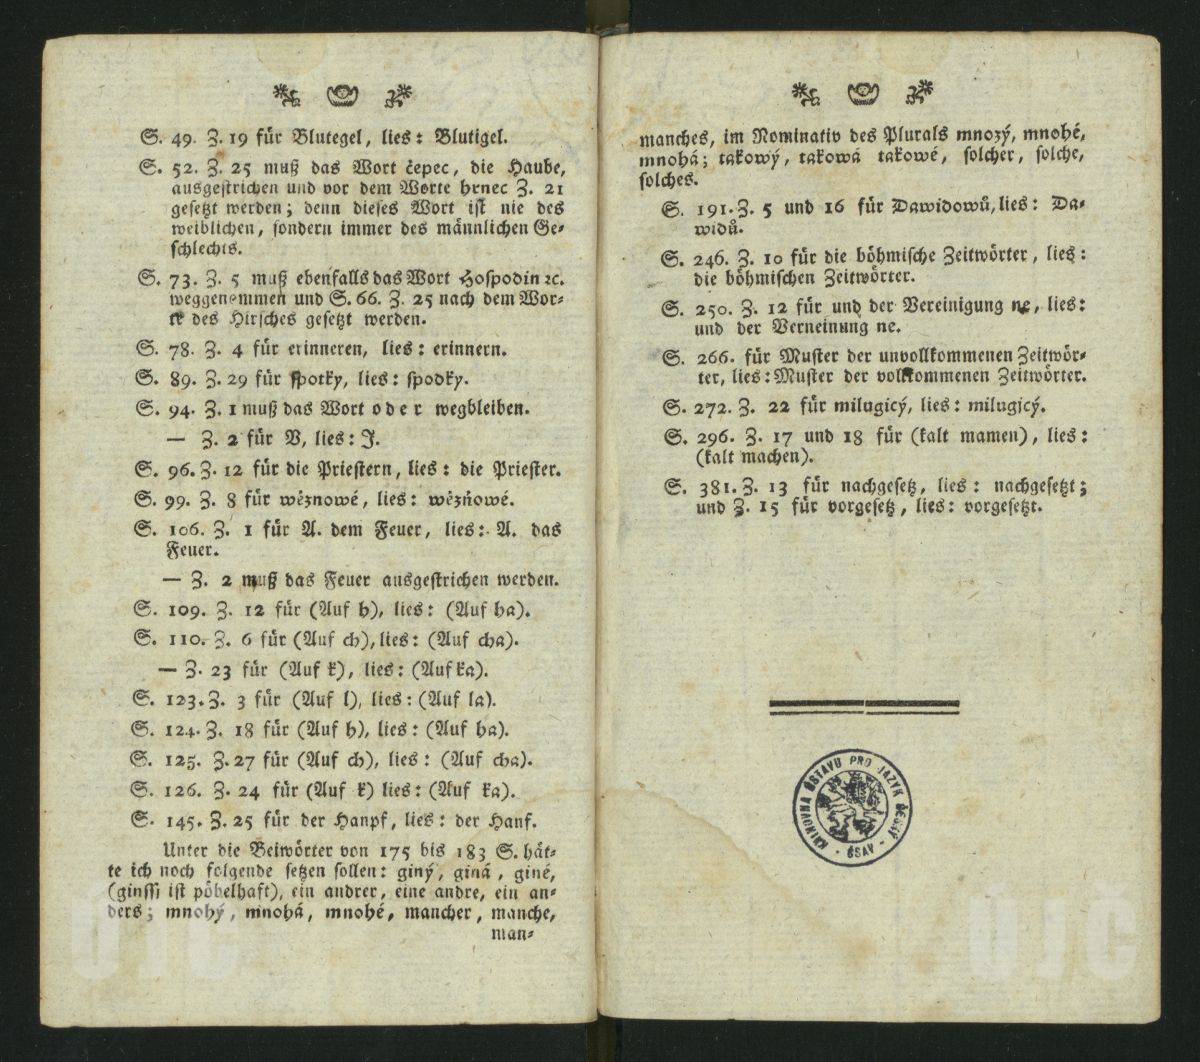 S. 49. Z. 19 für Blutegel, lies: Blutigel.
S. 52. Z. 25 muß das Wort čepec, die Haube,
ausgestrichen und vor dem Worte hrnec Z. 21
gesetzt werden; denn dieses Wort ist nie des
weiblichen, sondern immer des männlichen Ge-
schlechts.
S. 73. Z. 5 muß ebenfalls das Wort Hospodin ꝛc.
weggenommen und S. 66. Z. 25 nach dem Wor-
te des Hirsches gesetzt werden.
S. 78. Z. 4 für erinneren, lies: erinnern.
S. 89. Z. 29 für spotky, lies: spodky.
S. 94. Z. 1 muß das Wort oder wegbleiben.
— Z. 2 für V, lies: J.
S. 96. Z. 12 für die Priestern, lies: die Priester.
S. 99. Z. 8 für wěznowé, lies: wězňowé.
S. 106. Z. 1 für A. dem Feuer, lies: A. das
Feuer.
— Z. 2 muß das Feuer ausgestrichen werden.
S. 109. Z. 12 für (Auf h), lies: (Auf ha).
S. 110. Z. 6 für (Auf ch), lies: (Auf cha).
— Z. 23 für (Auf k), lies: (Auf ka).
S. 123. Z. 3 für (Auf l), lies: (Auf la).
S. 124. Z. 18 für (Auf h), lies: (Auf ha).
S. 125. Z. 27 für (Auf ch), lies: (Auf cha).
S. 126. Z. 24 für (Auf k) lies: (Auf ka).
S. 145. Z. 25 für der Hanpf, lies: der Hanf.
Unter die Beiwörter von 175 bis 183 S. hät-
te ich noch folgende setzen sollen: giný, giná, giné,
(ginssi ist pöbelhaft), ein andrer, eine andre, ein an-
ders; mnohý, mnohá, mnohé, mancher, manche,
man-
manches, im Nominativ des Plurals mnozý, mnohé,
mnohá; takowý, takowá takowé, solcher, solche,
solches.
S. 191. Z. 5 und 16 für Dawidowů, lies: Da-
widů.
S. 246. Z. 10 für die böhmische Zeitwörter, lies:
die böhmischen Zeitwörter.
S. 250. Z. 12 für und der Vereinigung ne, lies:
und der Verneinung ne.
S. 266. für Muster der unvollkommenen Zeitwör-
ter, lies: Muster der vollkommenen Zeitwörter.
S. 272. Z. 22 für milugicý, lies: milugjcý.
S. 296. Z. 17 und 18 für (kalt mamen), lies:
(kalt machen).
S. 381. Z. 13 für nachgesetz, lies: nachgesetzt;
und Z. 15 für vorgesetz, lies: vorgesetzt.
KNIHOVNA ÚSTAVU PRO JAZYK ČESKÝ
- ČSAV -
UJC
UJC